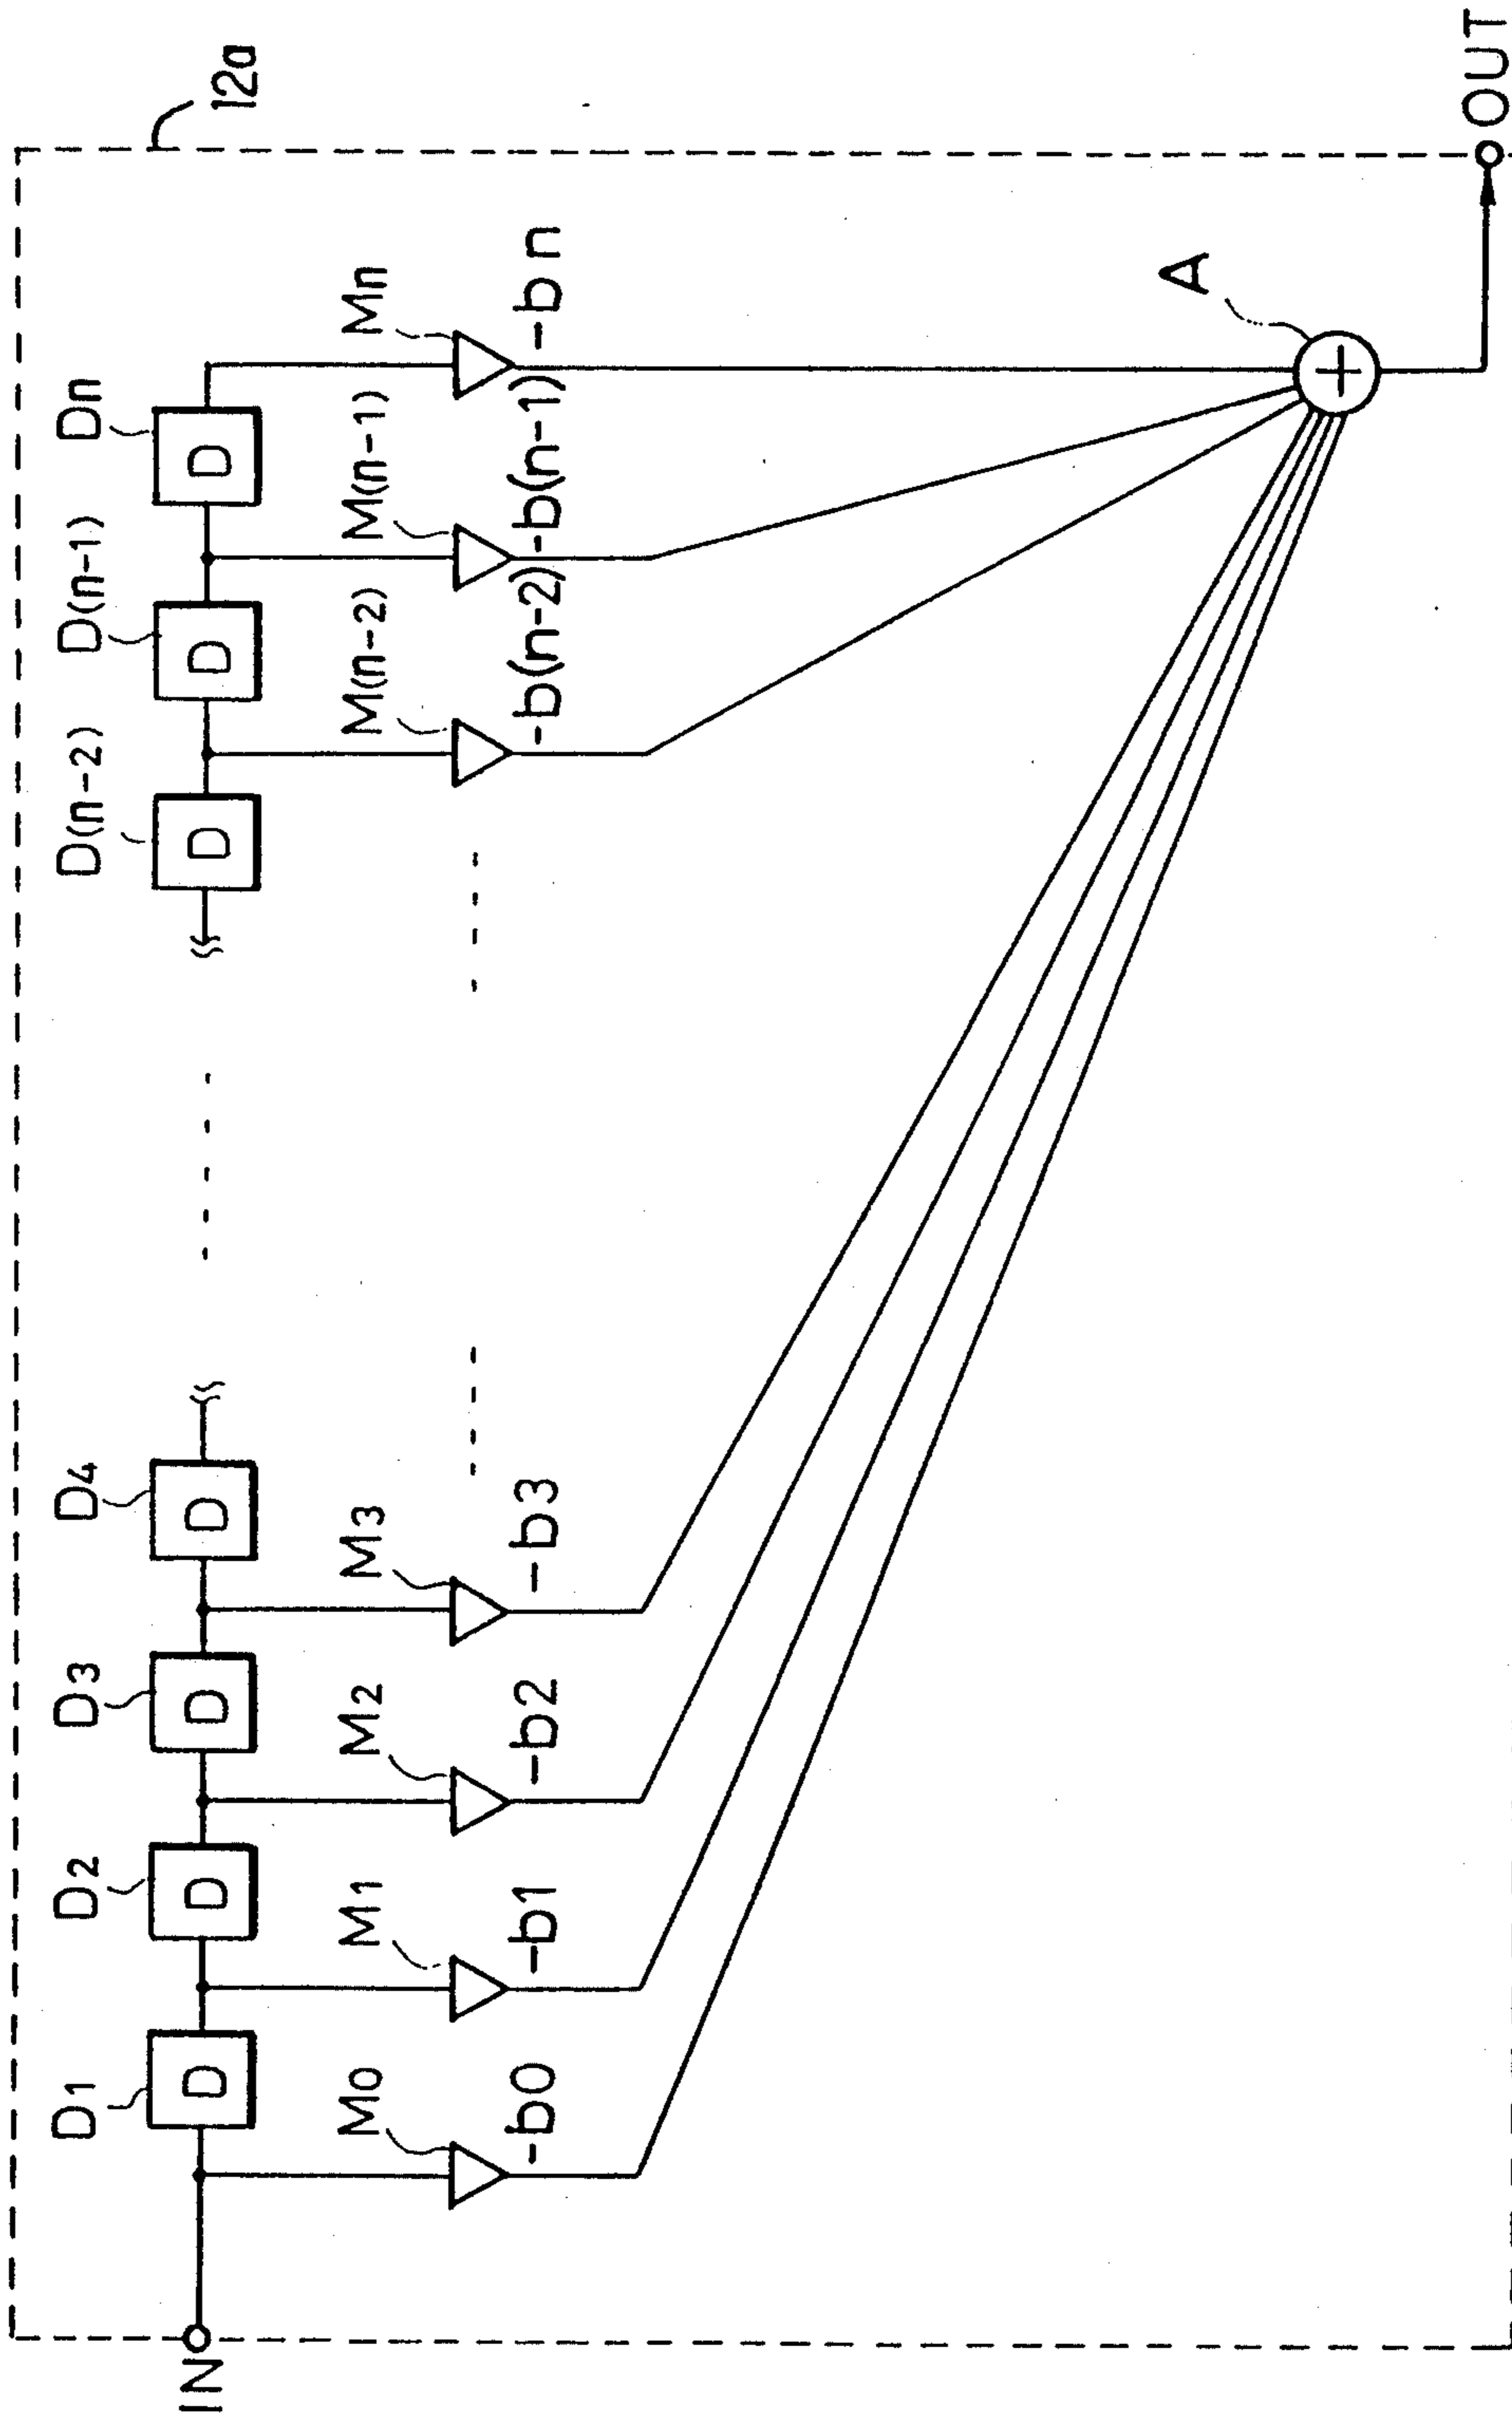 12a
D1 D2 D3 D4 D(n-2) D(n-1) Dn
D D D D D D D
M0 M1 M2 M3 M(n-2) M(n-1) Mn
-b0 -b1 -b2 -b3 -b(n-2) -b(n-1) -bn
IN
A
+
OUT